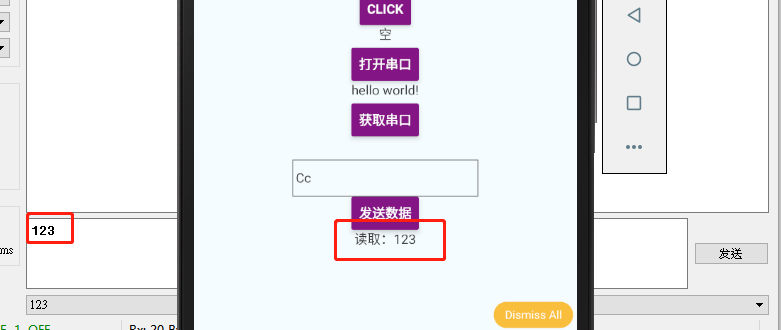 CLICK
空
打开串口
hello world!
获取串口
Cc
发送数据
读取：123
123
发送
ms
123
Dismiss All